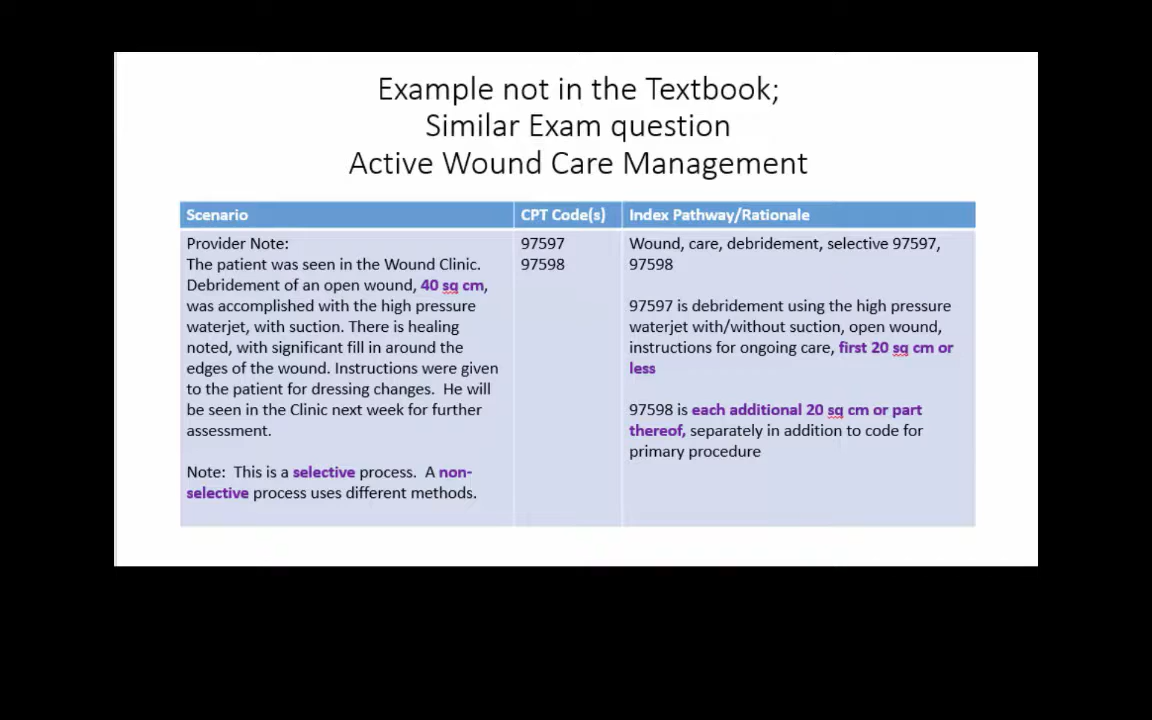 Example not in the Textbook;
Similar Exam question
Active Wound Care Management
Scenario
CPT Code(s)
Index Pathway/Rationale
Provider Note:
The patient was seen in the Wound Clinic.
Debridement of an open wound, 40 sq cm,
was accomplished with the high pressure
waterjet, with suction. There is healing
noted, with significant fill in around the
edges of the wound. Instructions were given
to the patient for dressing changes.  He will
be seen in the Clinic next week for further
assessment.
Note:  This is a selective process.  A non-
selective process uses different methods.
97597
97598
Wound, care, debridement, selective 97597,
97598
97597 is debridement using the high pressure
waterjet with/without suction, open wound,
instructions for ongoing care, first 20 sq cm or
less
97598 is each additional 20 sq cm or part
thereof, separately in addition to code for
primary procedure